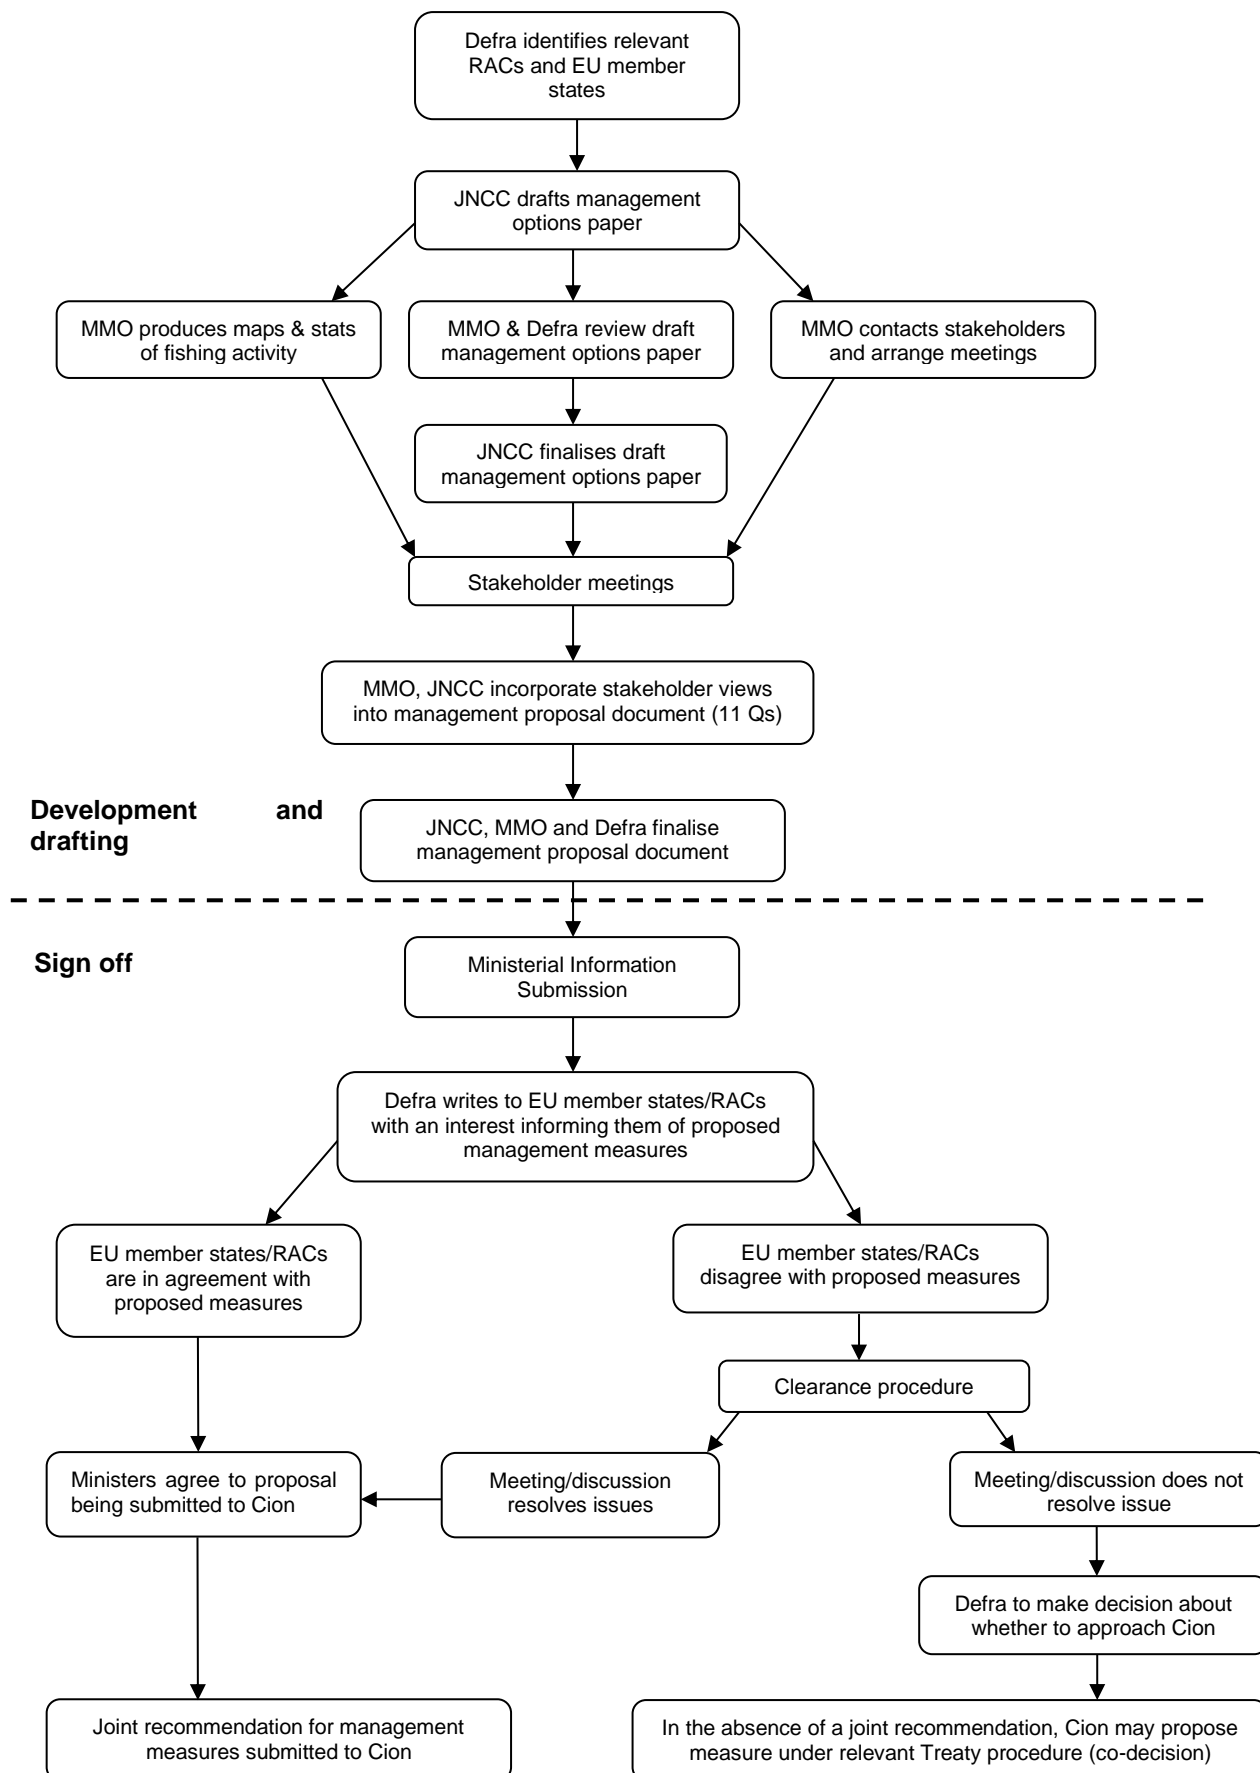 Defra identifies relevant
RACs and EU member
states
JNCC drafts management
options paper
MMO produces maps & stats
of fishing activity
MMO & Defra review draft
management options paper
MMO contacts stakeholders
and arrange meetings
JNCC finalises draft
management options paper
Stakeholder meetings
MMO, JNCC incorporate stakeholder views
into management proposal document (11 Qs)
Development and
drafting
JNCC, MMO and Defra finalise
management proposal document
Sign off
Ministerial Information
Submission
Defra writes to EU member states/RACs
with an interest informing them of proposed
management measures
EU member states/RACs
are in agreement with
proposed measures
EU member states/RACs
disagree with proposed measures
Clearance procedure
Ministers agree to proposal
being submitted to Cion
Meeting/discussion
resolves issues
Meeting/discussion does not
resolve issue
Defra to make decision about
whether to approach Cion
Joint recommendation for management
measures submitted to Cion
In the absence of a joint recommendation, Cion may propose
measure under relevant Treaty procedure (co-decision)